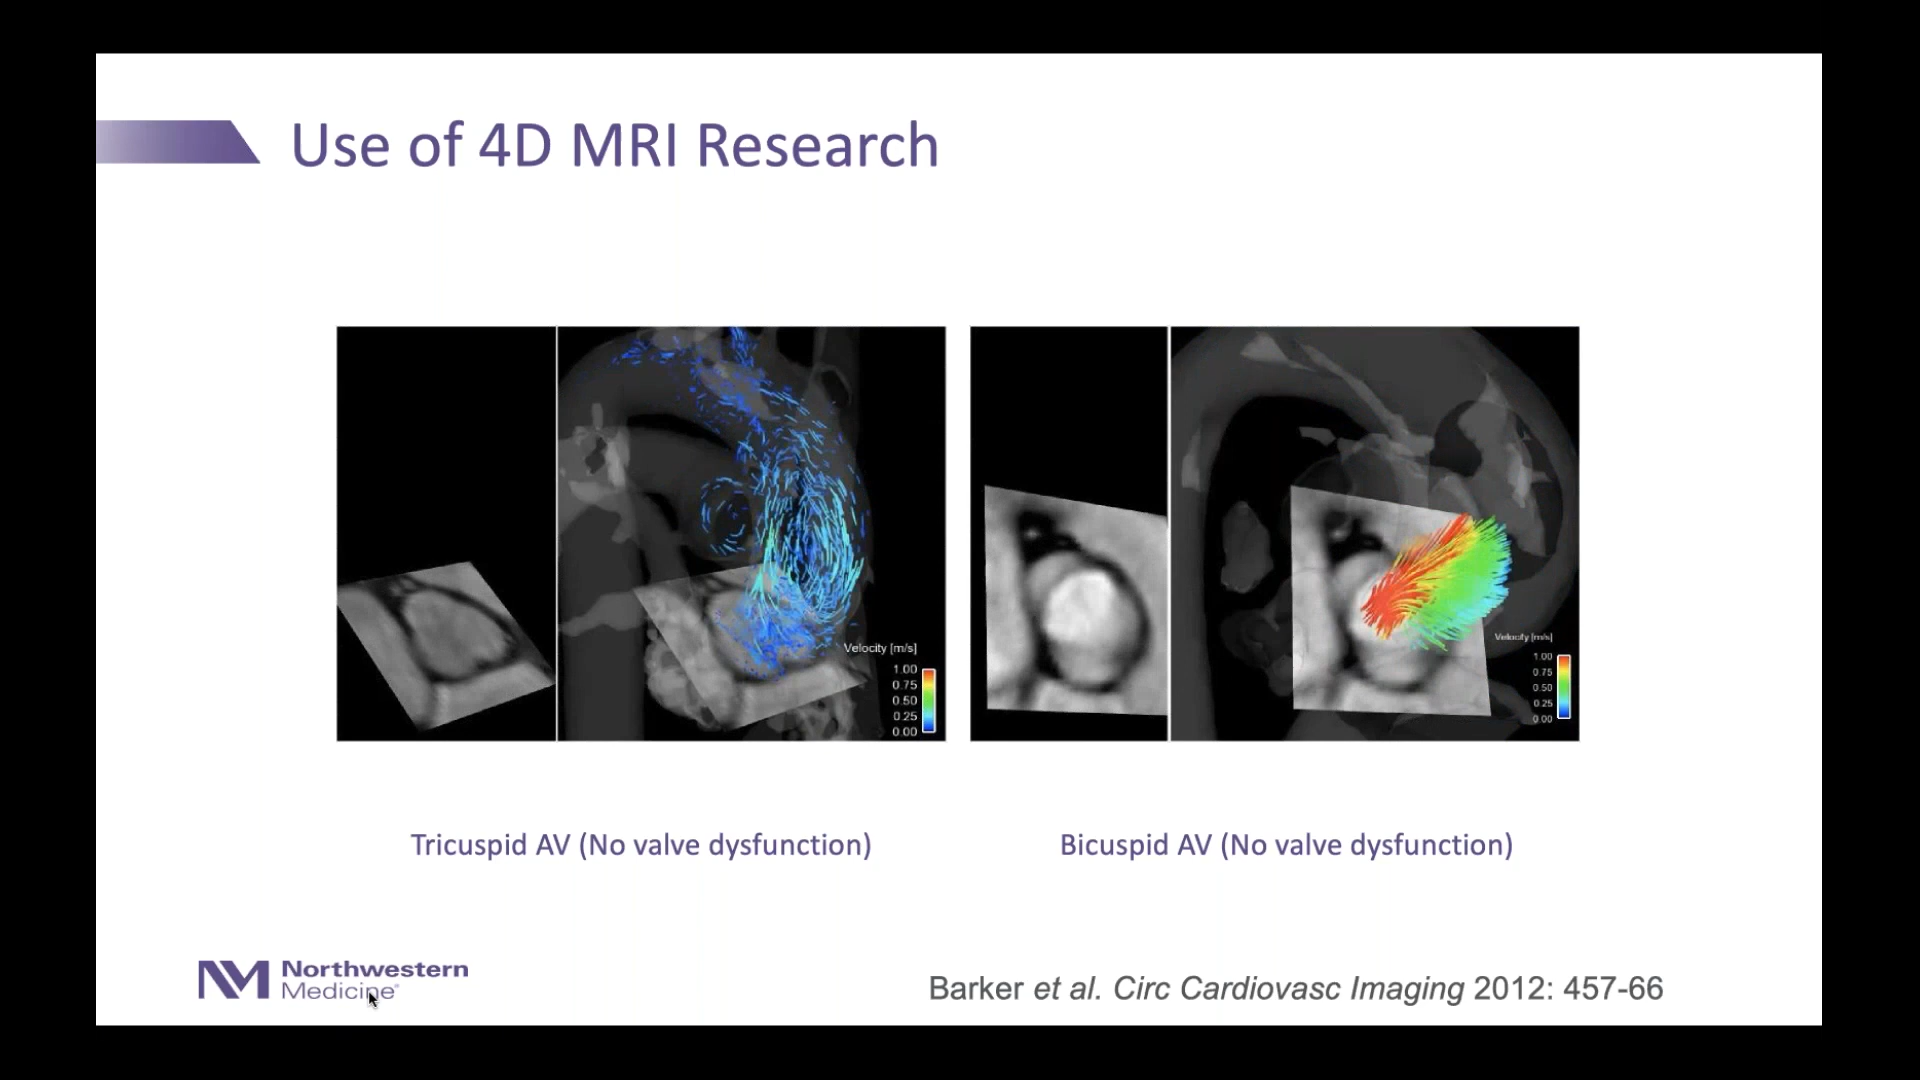 Use of 4D MRI Research
Velocity [m/s]
1.00
0.75
0.50
0.25
0.00
Velocity [m/s]
1.00
0.75
0.50
0.25
0.00
Tricuspid AV (No valve dysfunction)
Bicuspid AV (No valve dysfunction)
NM
Northwestern
Medicine®
Barker et al. Circ Cardiovasc Imaging 2012: 457-66